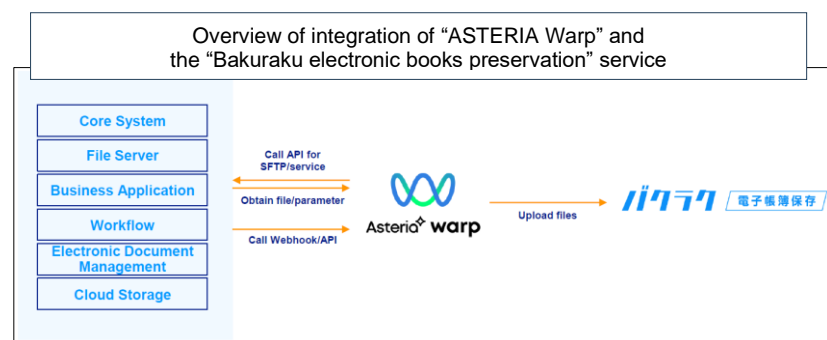 Overview of integration of “ASTERIA Warp” and
the “Bakuraku electronic books preservation” service
Core System
File Server
Business Application
Workflow
Electronic Document
Management
Cloud Storage
Call API for
SFTP/service
Obtain file/parameter
Call Webhook/API
Asteria warp
Upload files
バクラク
電子帳簿保存